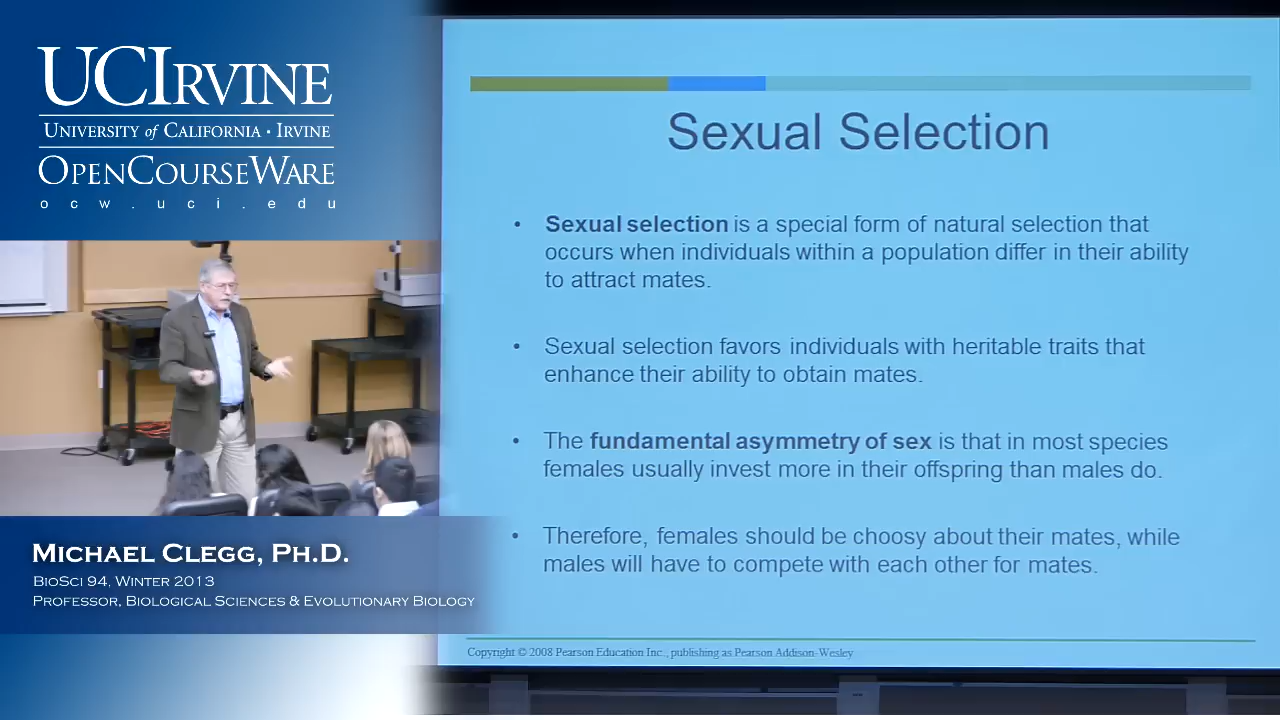 UCIRVINE
UNIVERSITY of CALIFORNIA · IRVINE
OPENCOURSEWARE
ocw.uci.edu
MICHAEL CLEGG, PH.D.
BIOSCI 94, WINTER 2013
PROFESSOR, BIOLOGICAL SCIENCES & EVOLUTIONARY BIOLOGY
Sexual Selection
• Sexual selection is a special form of natural selection that
occurs when individuals within a population differ in their ability
to attract mates.
• Sexual selection favors individuals with heritable traits that
enhance their ability to obtain mates.
• The fundamental asymmetry of sex is that in most species
females usually invest more in their offspring than males do.
• Therefore, females should be choosy about their mates, while
males will have to compete with each other for mates.
Copyright © 2008 Pearson Education Inc., publishing as Pearson Addison-Wesley